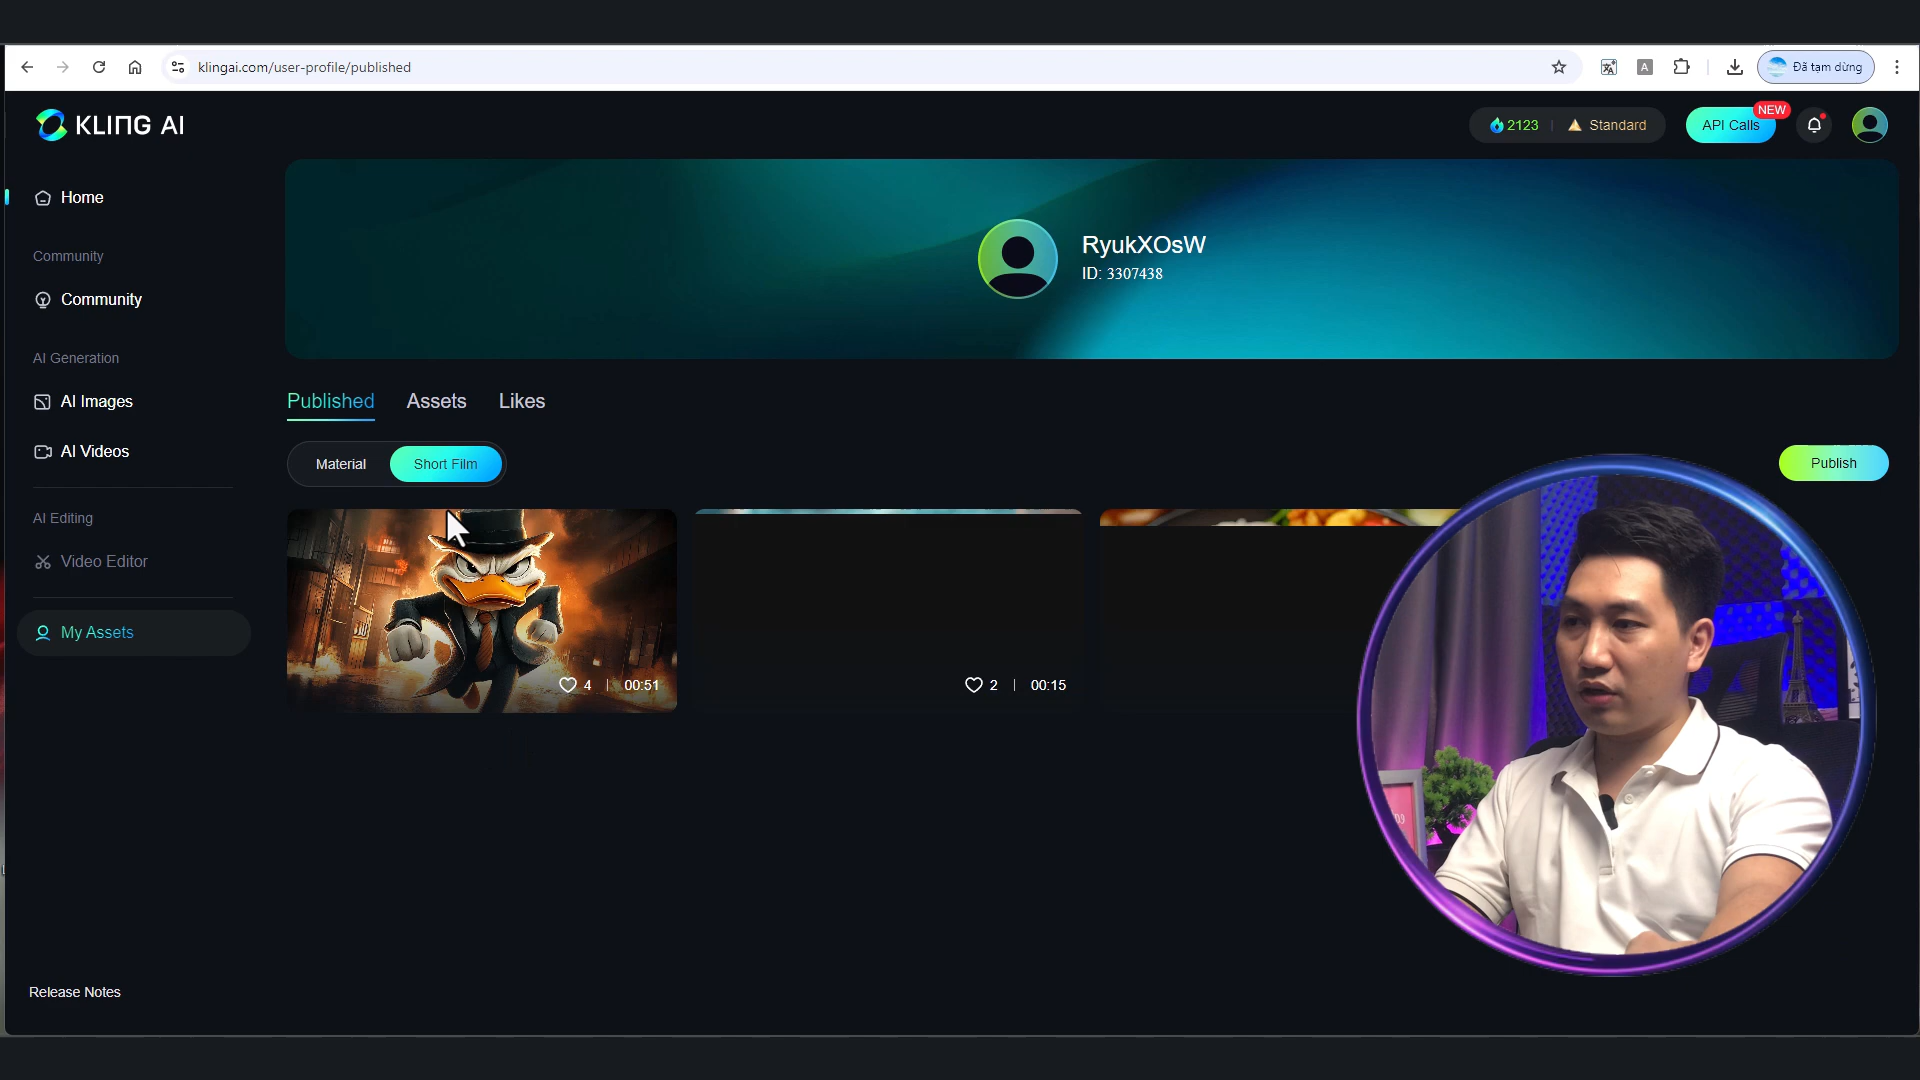 klingai.com/user-profile/published
A
Đã tạm dừng
KLING AI
2123
Standard
API Calls
NEW
Home
RyukXOsW
ID: 3307438
Community
Community
AI Generation
AI Images
AI Videos
AI Editing
Video Editor
My Assets
Release Notes
Published
Assets
Likes
Material
Short Film
Publish
4 | 00:51
2 | 00:15